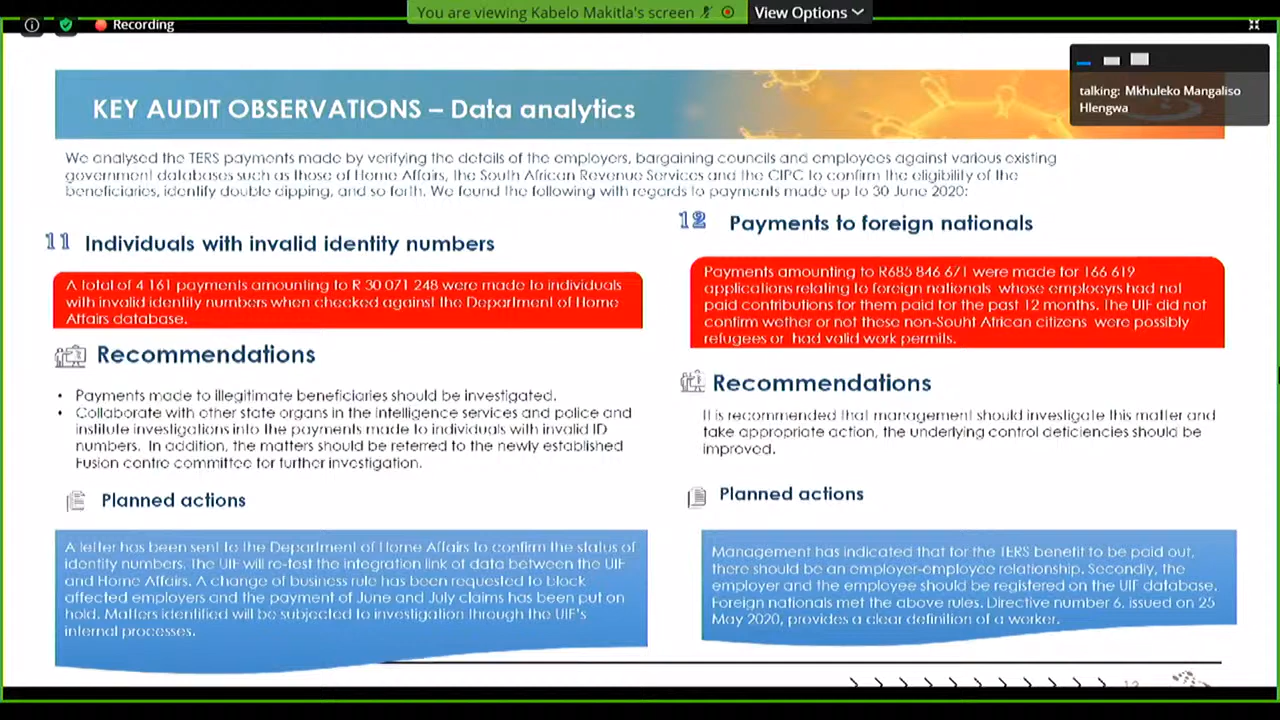 You are viewing Kabelo Makitla's screen
View Options
Recording
talking: Mkhuleko Mangaliso
Hlengwa
KEY AUDIT OBSERVATIONS – Data analytics
We analysed the TERS payments made by verifying the details of the employers, bargaining councils and employees against various existing
government databases such as those of Home Affairs, the South African Revenue Services and the CIPC to confirm the eligibility of the
beneficiaries, identify double dipping, and so forth. We found the following with regards to payments made up to 30 June 2020:
11 Individuals with invalid identity numbers
A total of 4 161 payments amounting to R 30 071 248 were made to individuals
with invalid identity numbers when checked against the Department of Home
Affairs database.
Recommendations
• Payments made to illegitimate beneficiaries should be investigated.
• Collaborate with other state organs in the intelligence services and police and
institute investigations into the payments made to individuals with invalid ID
numbers. In addition, the matters should be referred to the newly established
Fusion centre committee for further investigation.
Planned actions
A letter has been sent to the Department of Home Affairs to confirm the status of
identity numbers. The UIF will re-test the integration link of data between the UIF
and Home Affairs. A change of business rule has been requested to block
affected employers and the payment of June and July claims has been put on
hold. Matters identified will be subjected to investigation through the UIF's
internal processes.
12 Payments to foreign nationals
Payments amounting to R685 846 671 were made for 166 619
applications relating to foreign nationals whose employrs had not
paid contributions for them paid for the past 12 months. The UIF did not
confirm wether or not these non-Souht African citizens were possibly
refugees or had valid work permits.
Recommendations
It is recommended that management should investigate this matter and
take appropriate action, the underlying control deficiencies should be
improved.
Planned actions
Management has indicated that for the TERS benefit to be paid out,
there should be an employer-employee relationship. Secondly, the
employer and the employee should be registered on the UIF database.
Foreign nationals met the above rules. Directive number 6, issued on 25
May 2020, provides a clear definition of a worker.